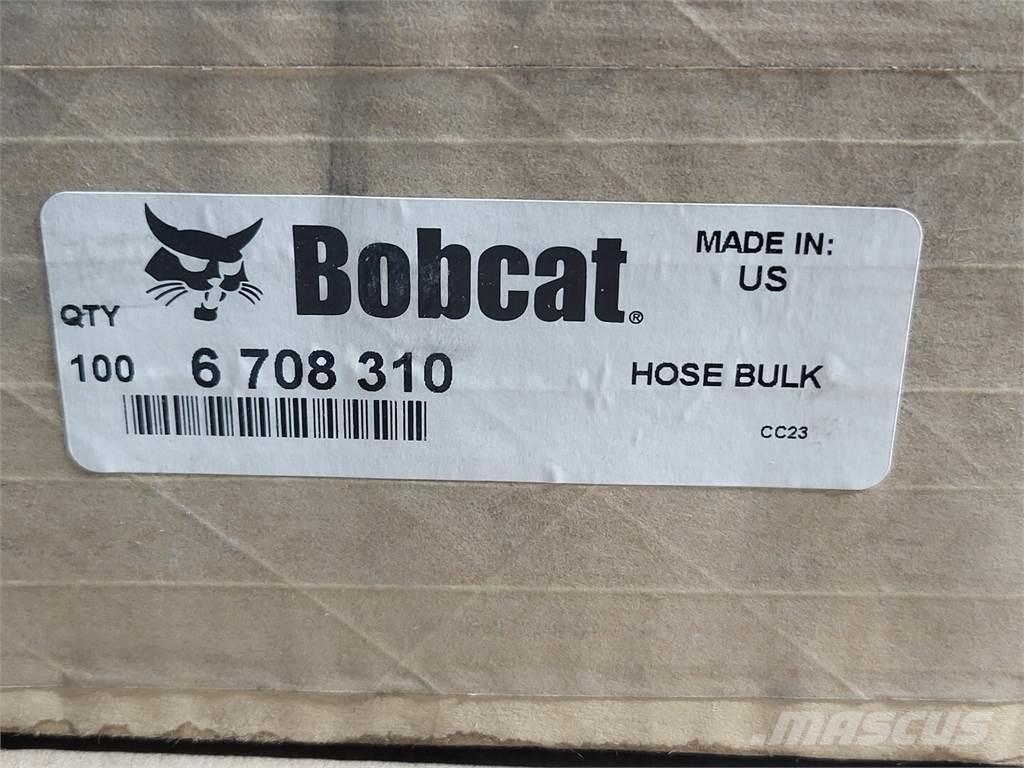 Bobcat®
MADE IN:
US
QTY
100 6 708 310 HOSE BULK
CC23
MASCUS